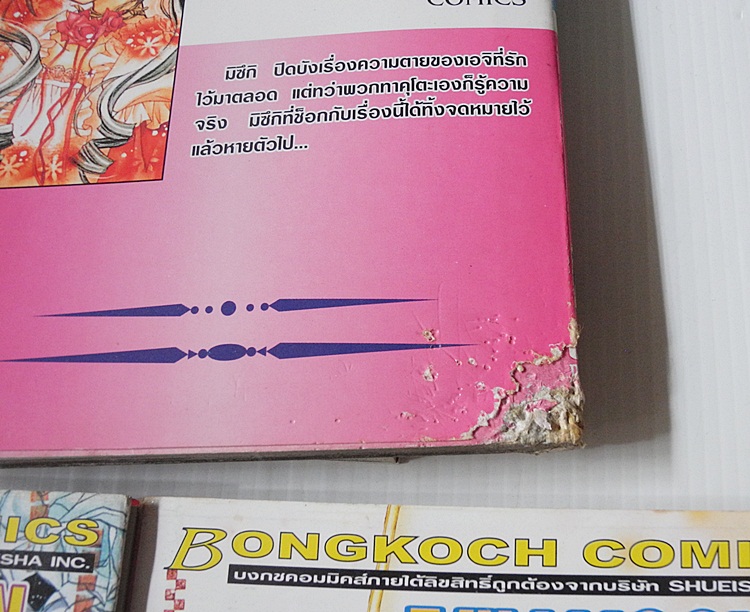 COMICS
มิซึกิ ปิดบังเรื่องความตายของเอจิที่รัก
ไว้มาตลอด แต่ทว่าพวกทาคุโตะเองก็รู้ความ
จริง มิซึกิที่ช็อกกับเรื่องนี้ได้ทิ้งจดหมายไว้
แล้วหายตัวไป...
ICS
SHA INC.
BONGKOCH COMI
บงกชคอมมิคส์ภายใต้ลิขสิทธิ์ถูกต้องจากบริษัท SHUEIS